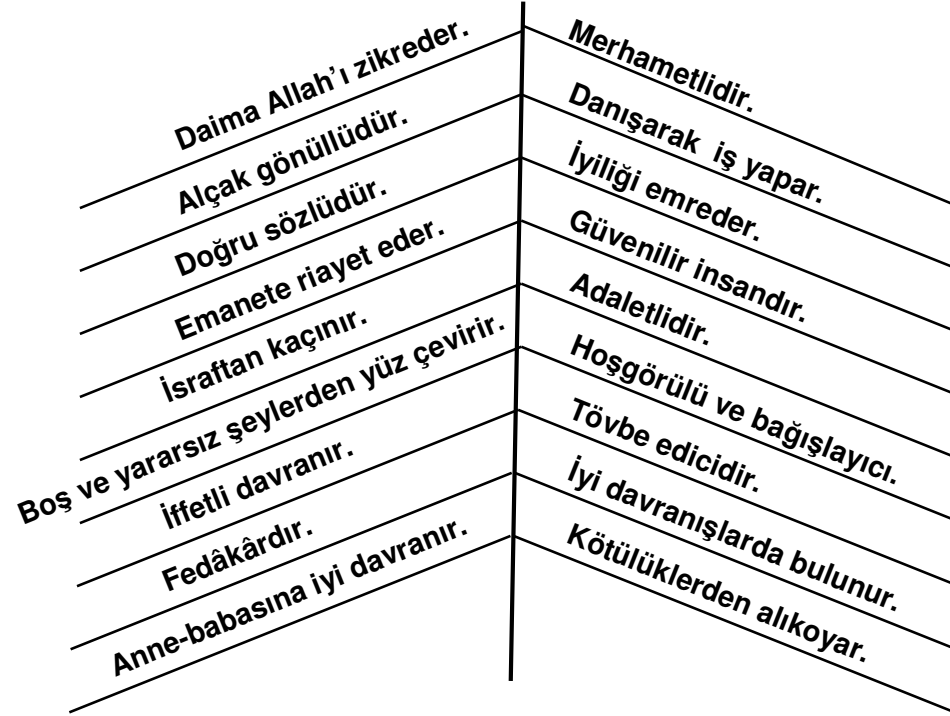 Daima Allah’ı zikreder.
Alçak gönüllüdür.
Doğru sözlüdür.
Emanete riayet eder.
İsraftan kaçınır.
Boş ve yararsız şeylerden yüz çevirir.
İffetli davranır.
Fedâkârdır.
Anne-babasına iyi davranır.
Merhametlidir.
Danışarak iş yapar.
İyiliği emreder.
Güvenilir insandır.
Adaletlidir.
Hoşgörülü ve bağışlayıcı.
Tövbe edicidir.
İyi davranışlarda bulunur.
Kötülüklerden alıkoyar.